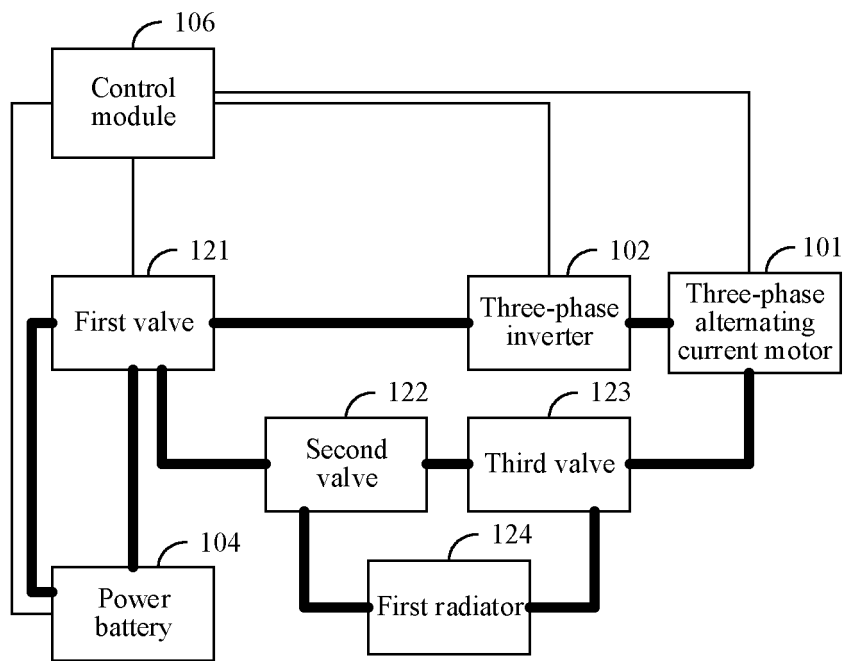 106
Control
module
121
First valve
102
Three-phase
inverter
101
Three-phase
alternating
current motor
122
Second
valve
123
Third valve
104
Power
battery
124
First radiator